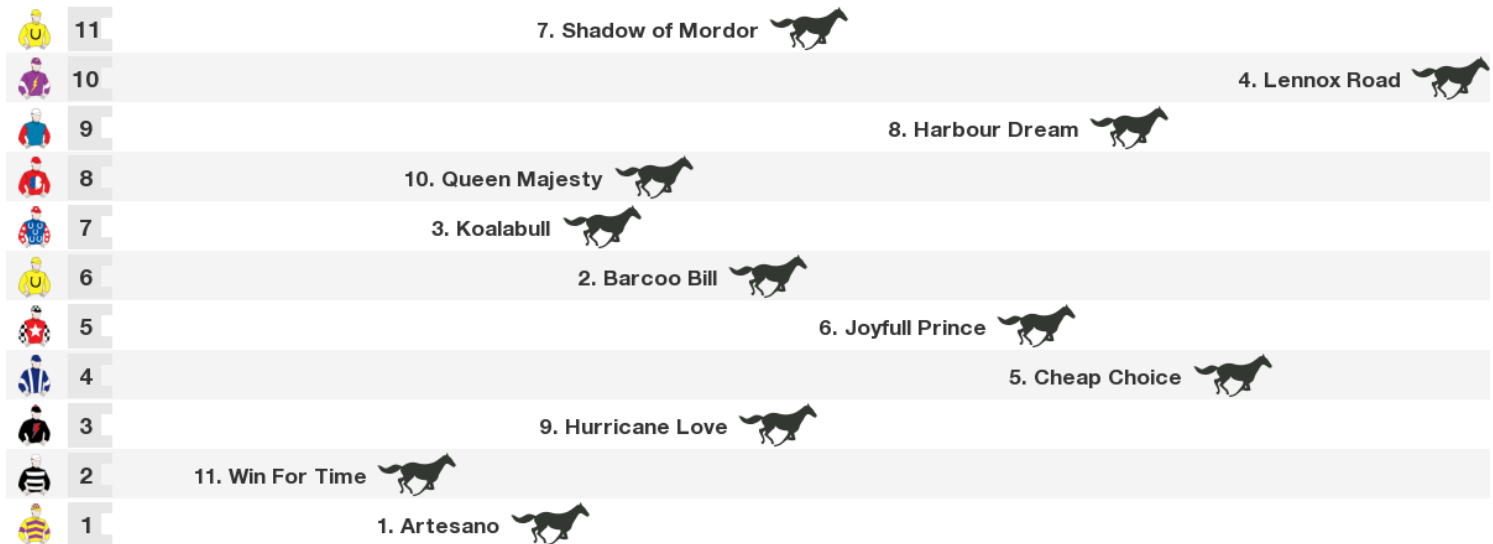 11 7. Shadow of Mordor
10 4. Lennox Road
9 8. Harbour Dream
8 10. Queen Majesty
7 3. Koalabull
6 2. Barcoo Bill
5 6. Joyfull Prince
4 5. Cheap Choice
3 9. Hurricane Love
2 11. Win For Time
1 1. Artesano